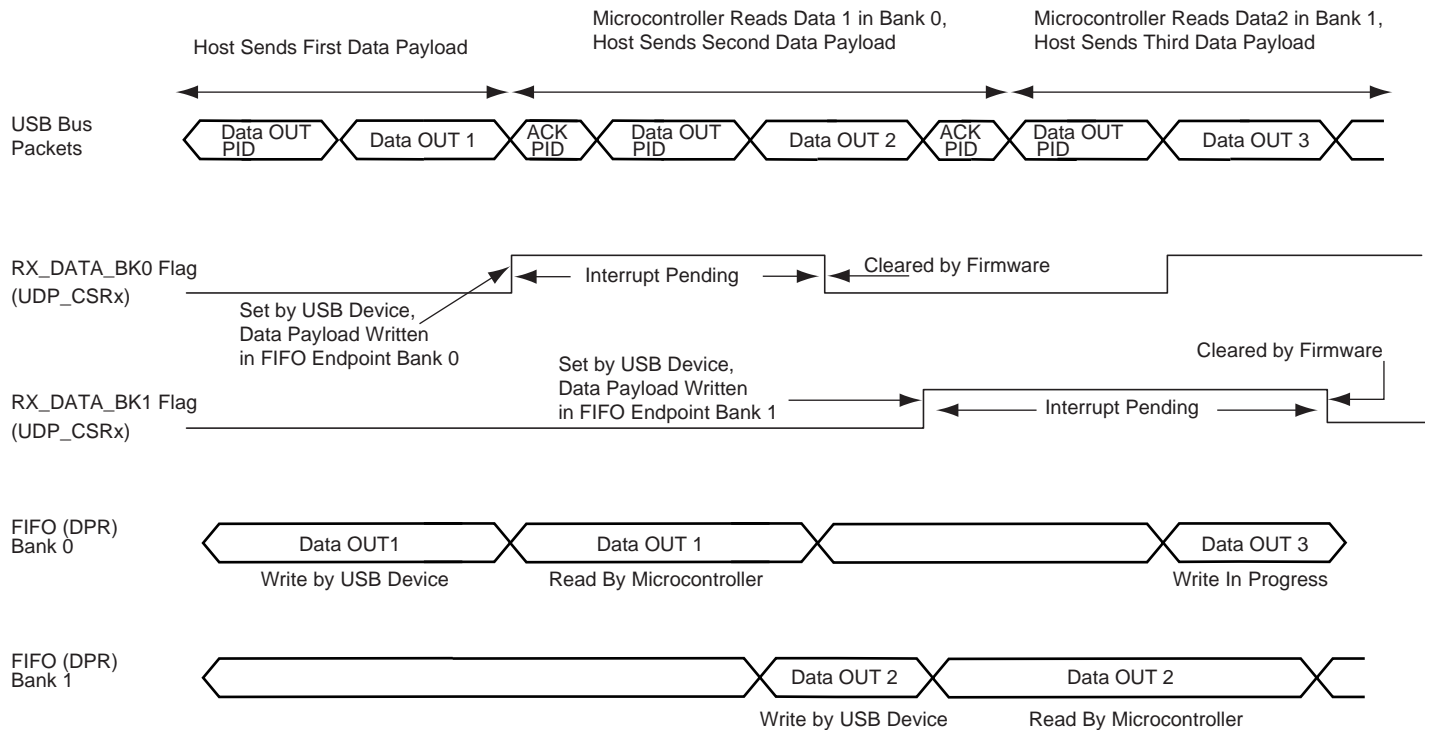 Host Sends First Data Payload
Microcontroller Reads Data 1 in Bank 0,
Host Sends Second Data Payload
Microcontroller Reads Data2 in Bank 1,
Host Sends Third Data Payload
USB Bus
Packets
Data OUT
PID
Data OUT 1
ACK
PID
Data OUT
PID
Data OUT 2
ACK
PID
Data OUT
PID
Data OUT 3
RX_DATA_BK0 Flag
(UDP_CSRx)
Interrupt Pending
Cleared by Firmware
Set by USB Device,
Data Payload Written
in FIFO Endpoint Bank 0
RX_DATA_BK1 Flag
(UDP_CSRx)
Set by USB Device,
Data Payload Written
in FIFO Endpoint Bank 1
Interrupt Pending
Cleared by Firmware
FIFO (DPR)
Bank 0
Data OUT1
Data OUT 1
Data OUT 3
Write by USB Device
Read By Microcontroller
Write In Progress
FIFO (DPR)
Bank 1
Data OUT 2
Data OUT 2
Write by USB Device
Read By Microcontroller